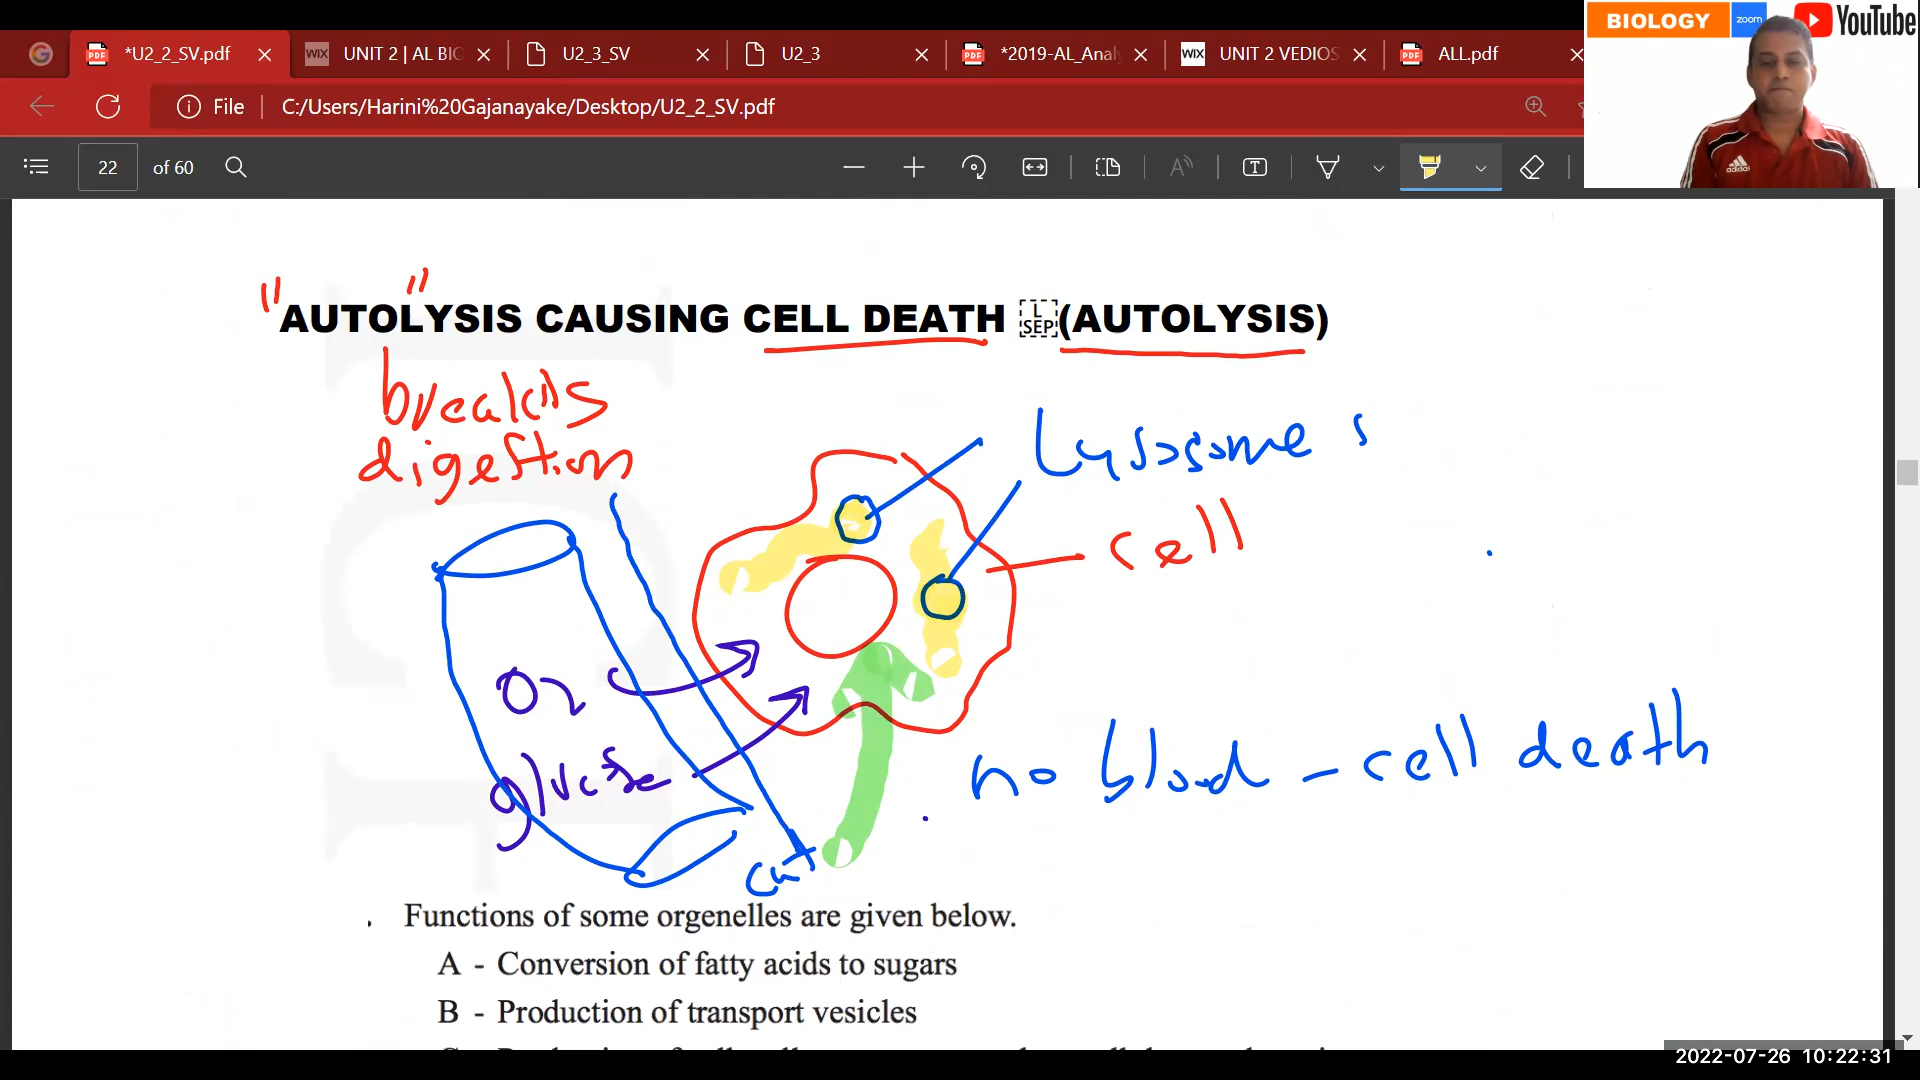 BIOLOGY zoom YouTube
*U2_2_SV.pdf UNIT 2 | AL BIO U2_3_SV U2_3 *2019-AL_Analy UNIT 2 VEDIOS ALL.pdf
File C:/Users/Harini%20Gajanayake/Desktop/U2_2_SV.pdf
22 of 60
"AUTOLYSIS CAUSING CELL DEATH L SEP (AUTOLYSIS)
digestion
Lysosome s
cell
O2
glucose
no blood – cell death
cut
Functions of some orgenelles are given below.
A - Conversion of fatty acids to sugars
B - Production of transport vesicles
adidas
2022-07-26 10:22:31